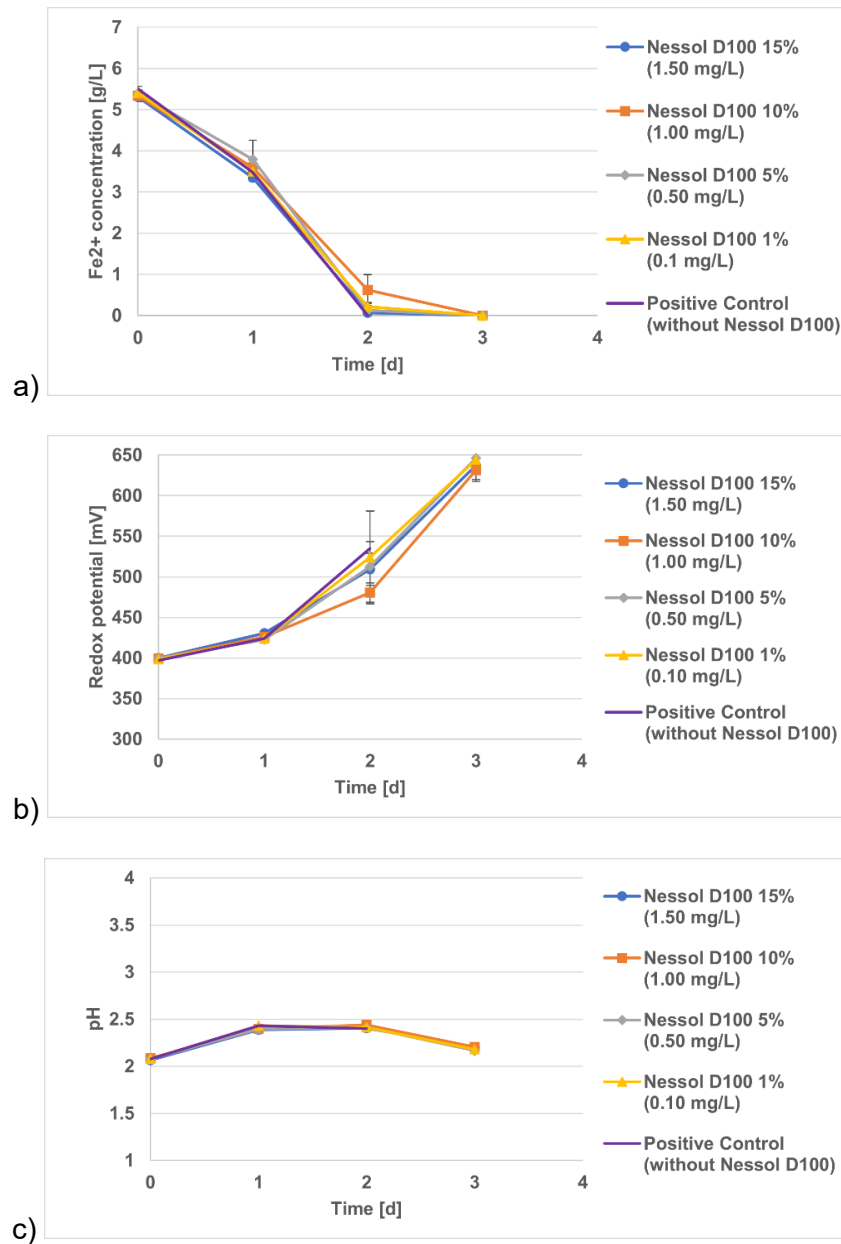 7
6
5
4
3
2
1
0
Fe2+ concentration [g/L]
0 1 2 3 4
Time [d]
Nessol D100 15%
(1.50 mg/L)
Nessol D100 10%
(1.00 mg/L)
Nessol D100 5%
(0.50 mg/L)
Nessol D100 1%
(0.1 mg/L)
Positive Control
(without Nessol D100)
a)
650
600
550
500
450
400
350
300
Redox potential [mV]
0 1 2 3 4
Time [d]
Nessol D100 15%
(1.50 mg/L)
Nessol D100 10%
(1.00 mg/L)
Nessol D100 5%
(0.50 mg/L)
Nessol D100 1%
(0.10 mg/L)
Positive Control
(without Nessol D100)
b)
4
3.5
3
2.5
2
1.5
1
pH
0 1 2 3 4
Time [d]
Nessol D100 15%
(1.50 mg/L)
Nessol D100 10%
(1.00 mg/L)
Nessol D100 5%
(0.50 mg/L)
Nessol D100 1%
(0.10 mg/L)
Positive Control
(without Nessol D100)
c)